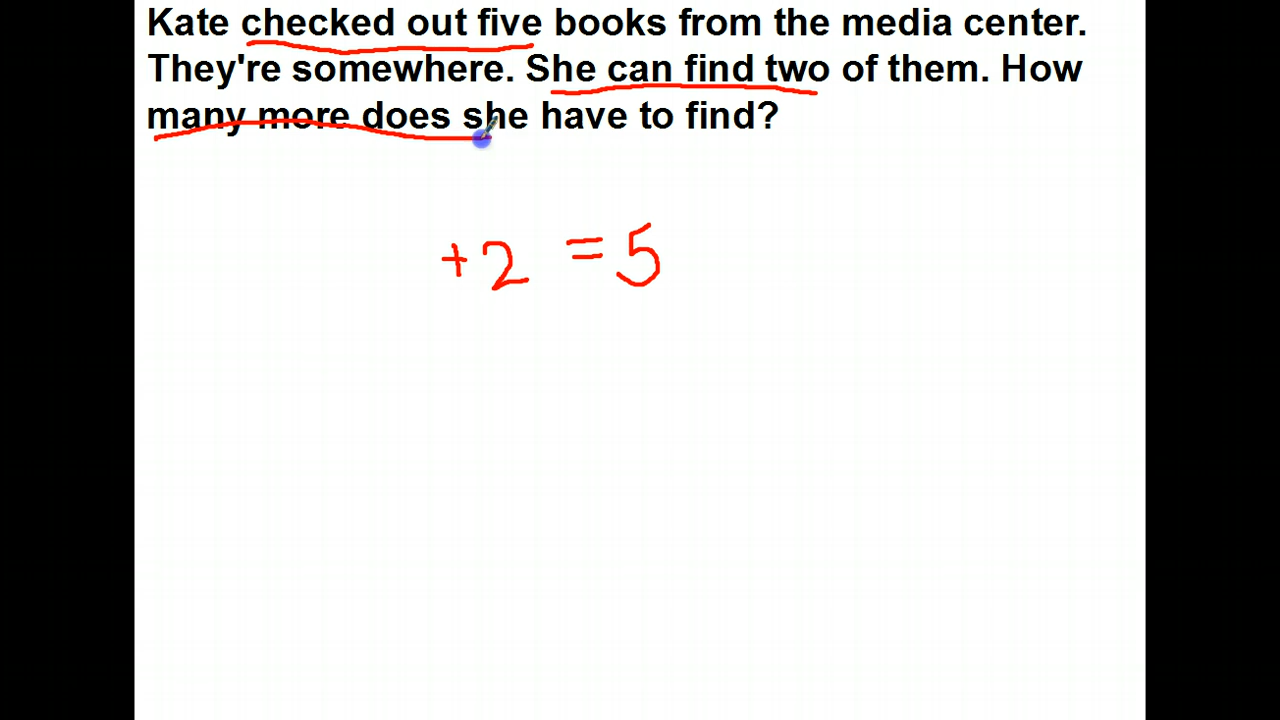 Kate checked out five books from the media center.
They're somewhere. She can find two of them. How
many more does she have to find?
+2 = 5